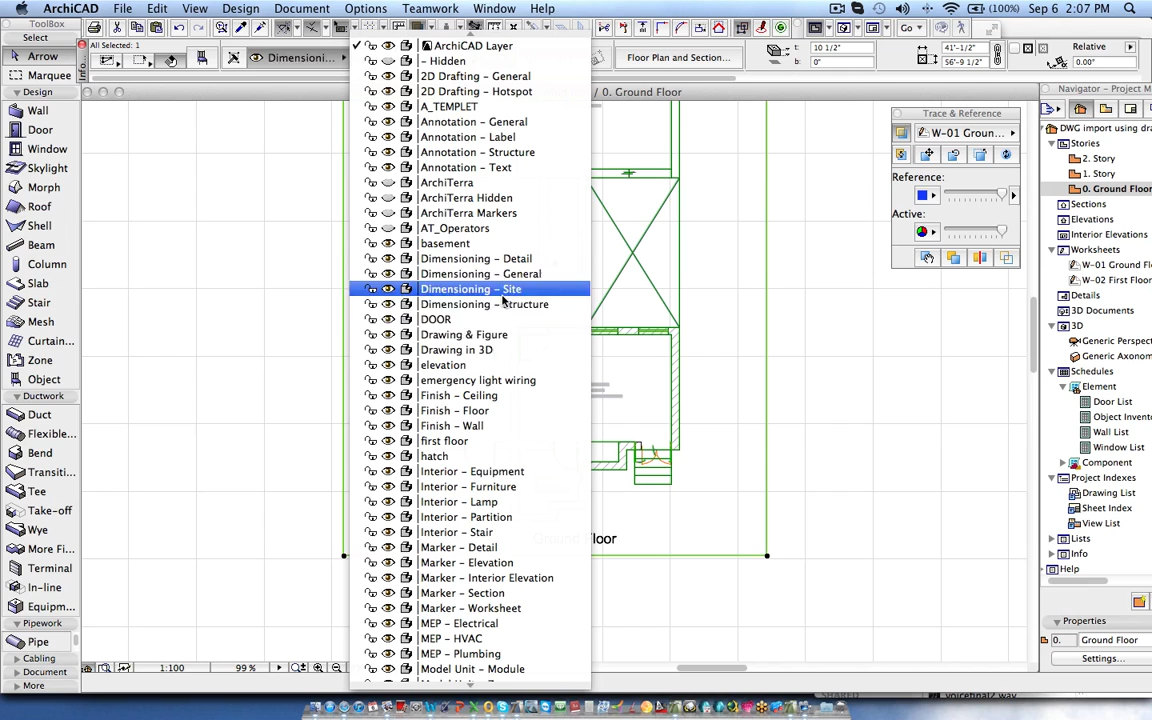 ArchiCAD File Edit View Design Document Options Teamwork Window Help (100%) Sep 6 2:07 PM
ToolBox
Select
Arrow
Marquee
Design
Wall
Door
Window
Skylight
Morph
Roof
Shell
Beam
Column
Slab
Stair
Mesh
Curtain...
Zone
Object
Ductwork
Duct
Flexible...
Bend
Transiti...
Tee
Take-off
Wye
More Fi...
Terminal
In-line
Equipm...
Pipework
Pipe
Cabling
Document
More
All Selected: 1
Dimensioni...
Floor Plan and Section...
t: 10 1/2"
b: 0"
41'-1/2"
56'-9 1/2"
Relative
0.00°
Go
/ 0. Ground Floor
ArchiCAD Layer
- Hidden
2D Drafting - General
2D Drafting - Hotspot
A_TEMPLET
Annotation - General
Annotation - Label
Annotation - Structure
Annotation - Text
ArchiTerra
ArchiTerra Hidden
ArchiTerra Markers
AT_Operators
basement
Dimensioning - Detail
Dimensioning - General
Dimensioning - Site
Dimensioning - Structure
DOOR
Drawing & Figure
Drawing in 3D
elevation
emergency light wiring
Finish - Ceiling
Finish - Floor
Finish - Wall
first floor
hatch
Interior - Equipment
Interior - Furniture
Interior - Lamp
Interior - Partition
Interior - Stair
Marker - Detail
Marker - Elevation
Marker - Interior Elevation
Marker - Section
Marker - Worksheet
MEP - Electrical
MEP - HVAC
MEP - Plumbing
Model Unit - Module
Ground Floor
1:100
99 %
Trace & Reference
W-01 Groun...
Reference:
Active:
Navigator - Project M
DWG import using dra
Stories
2. Story
1. Story
0. Ground Floor
Sections
Elevations
Interior Elevations
Worksheets
W-01 Ground Fl
W-02 First Floor
Details
3D Documents
3D
Generic Perspect
Generic Axonom
Schedules
Element
Door List
Object Invento
Wall List
Window List
Component
Project Indexes
Drawing List
Sheet Index
View List
Lists
Info
Help
Properties
0. Ground Floor
Settings...
SHARED
voicefinal2.wav